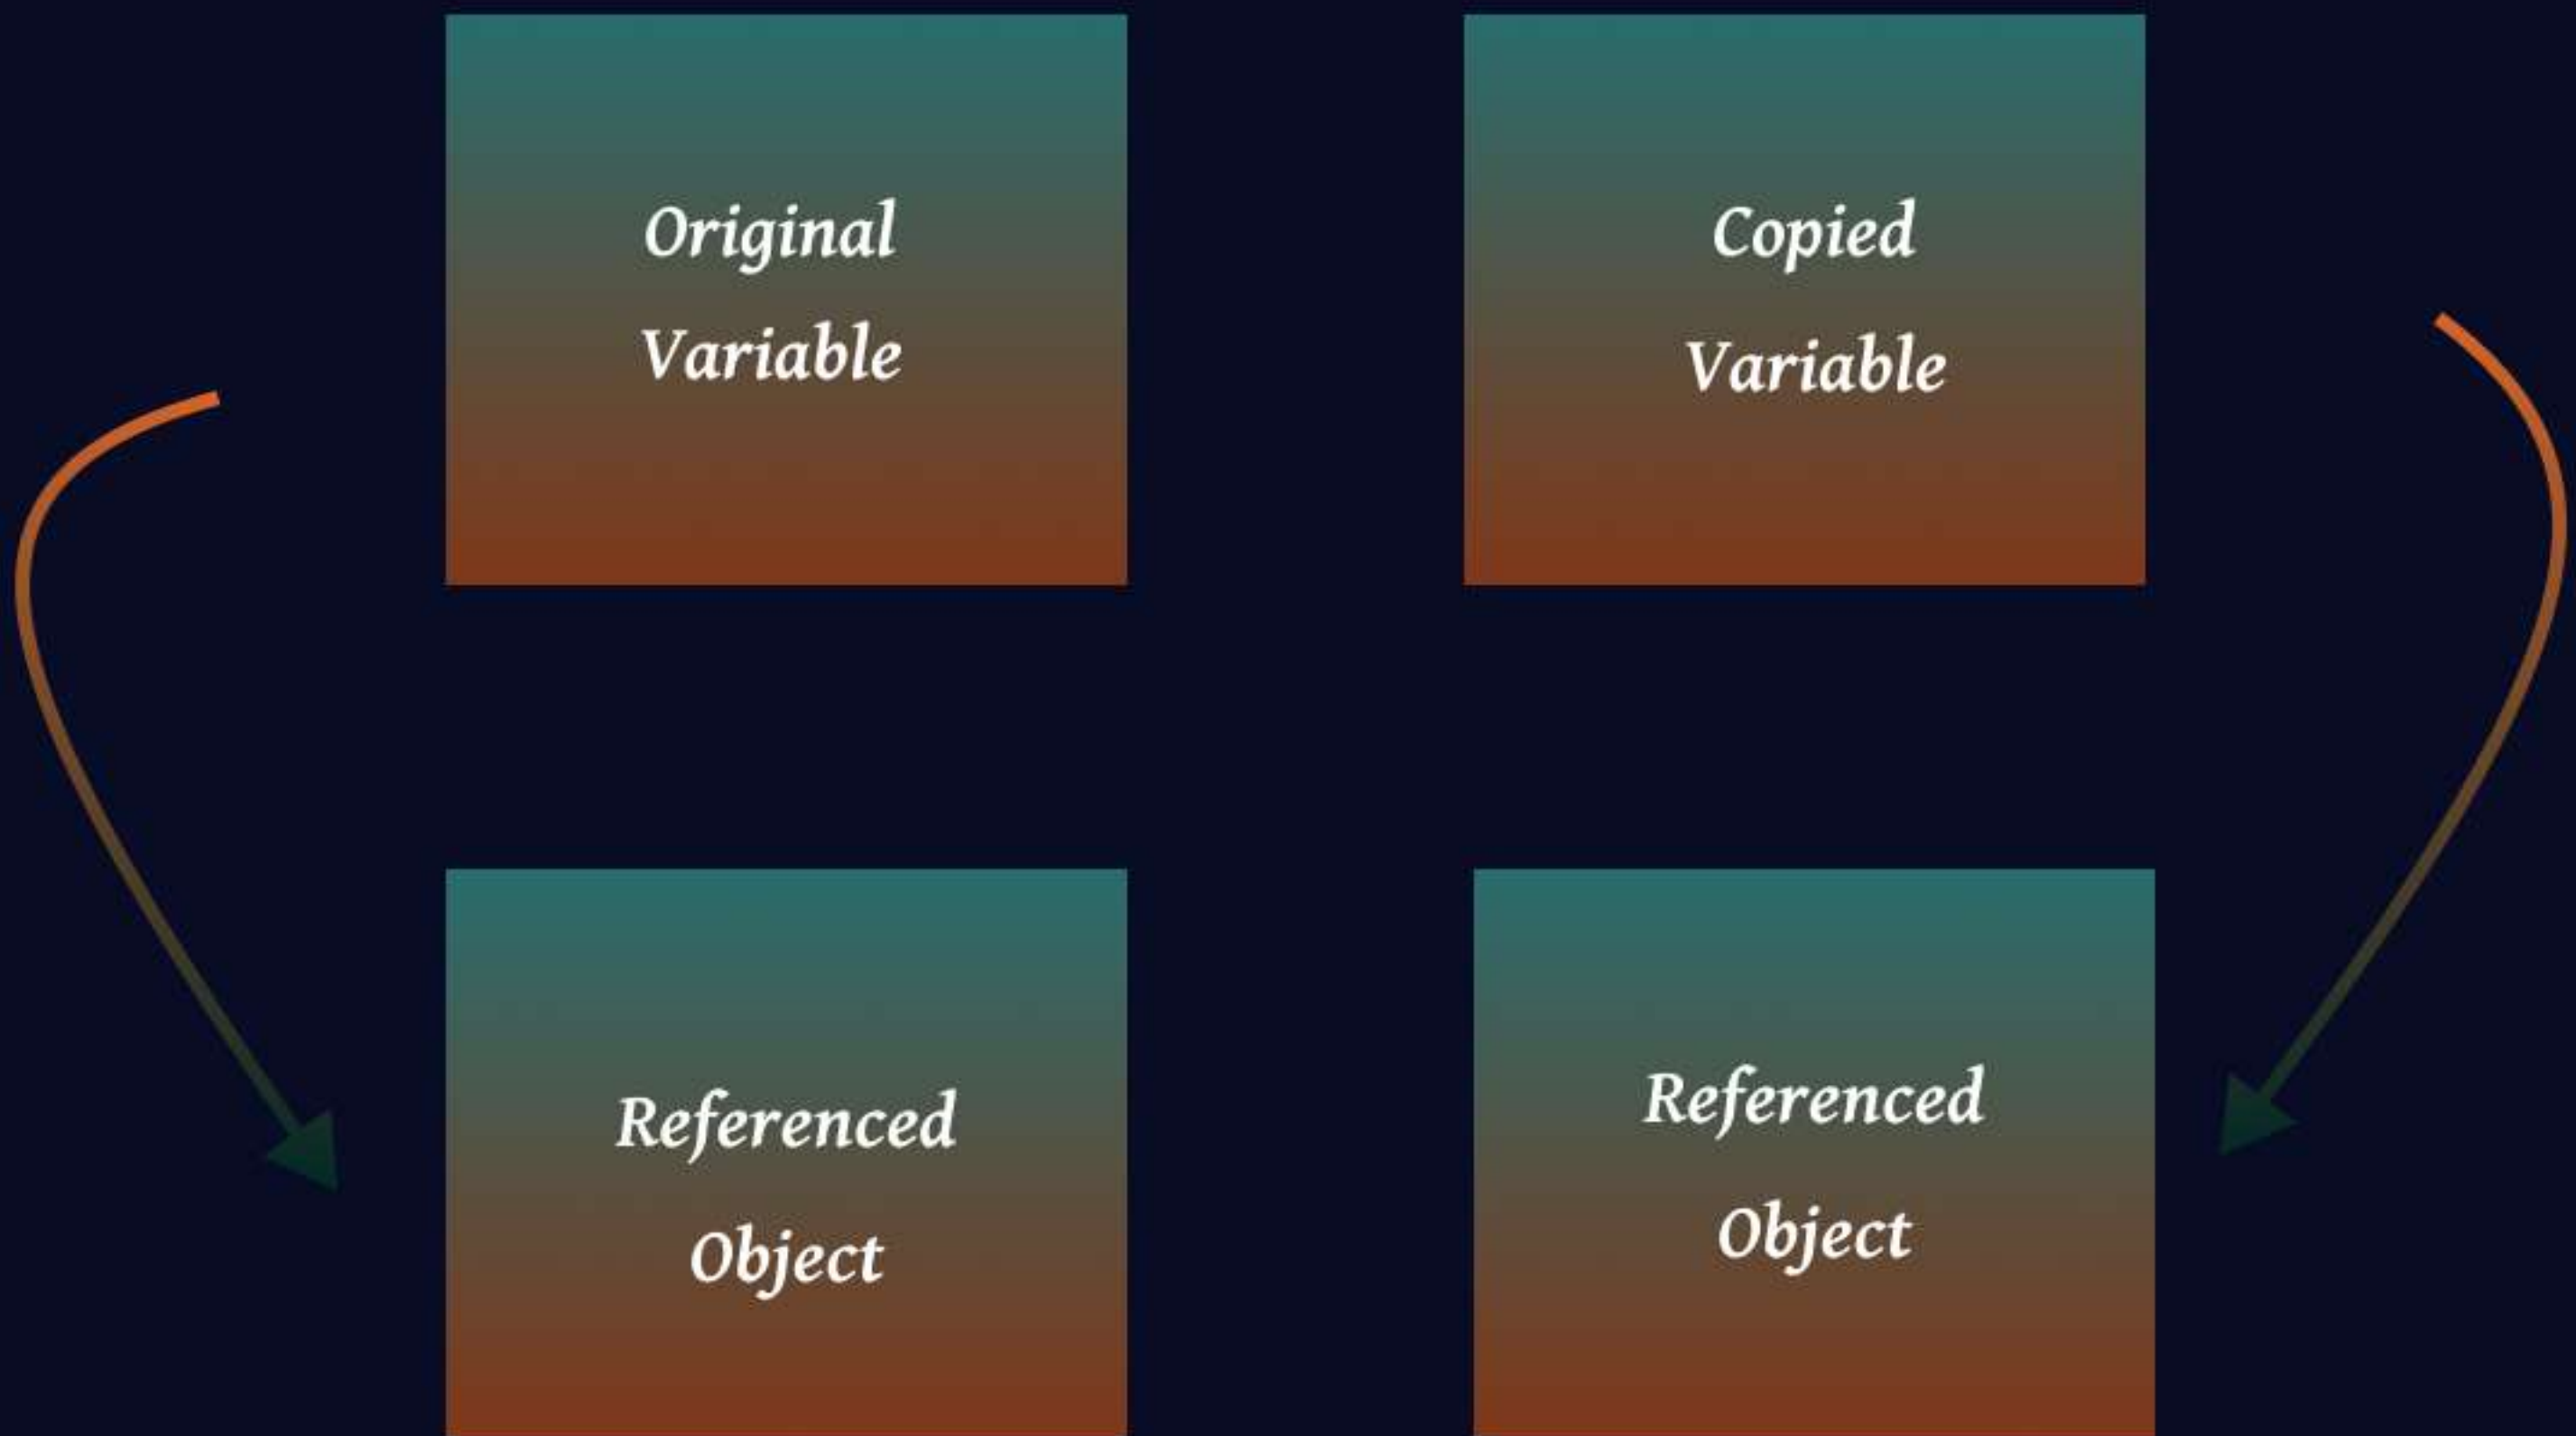 Original
Variable
Copied
Variable
Referenced
Object
Referenced
Object